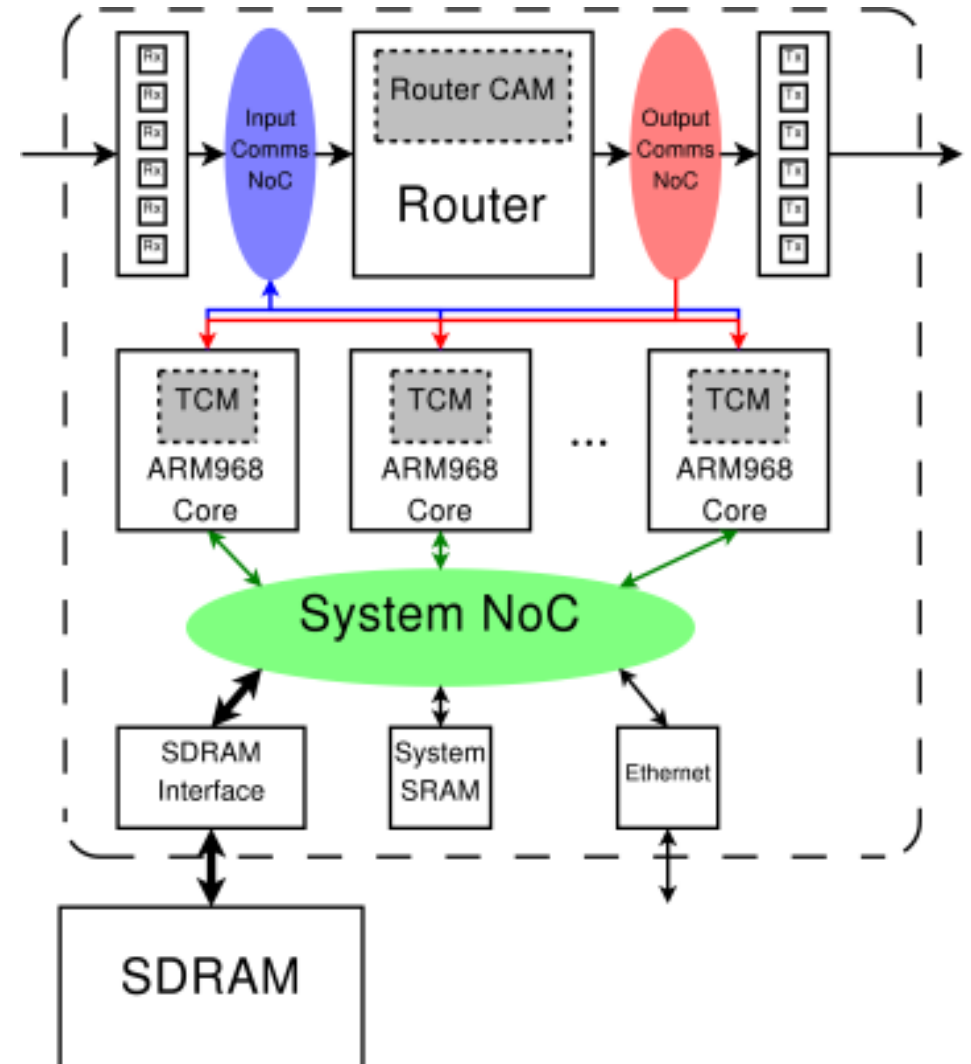 Rx
Rx
Rx
Rx
Rx
Rx
Input
Comms
NoC
Router CAM
Router
Output
Comms
NoC
Tx
Tx
Tx
Tx
Tx
Tx
TCM
ARM968
Core
TCM
ARM968
Core
...
TCM
ARM968
Core
System NoC
SDRAM
Interface
System
SRAM
Ethernet
SDRAM